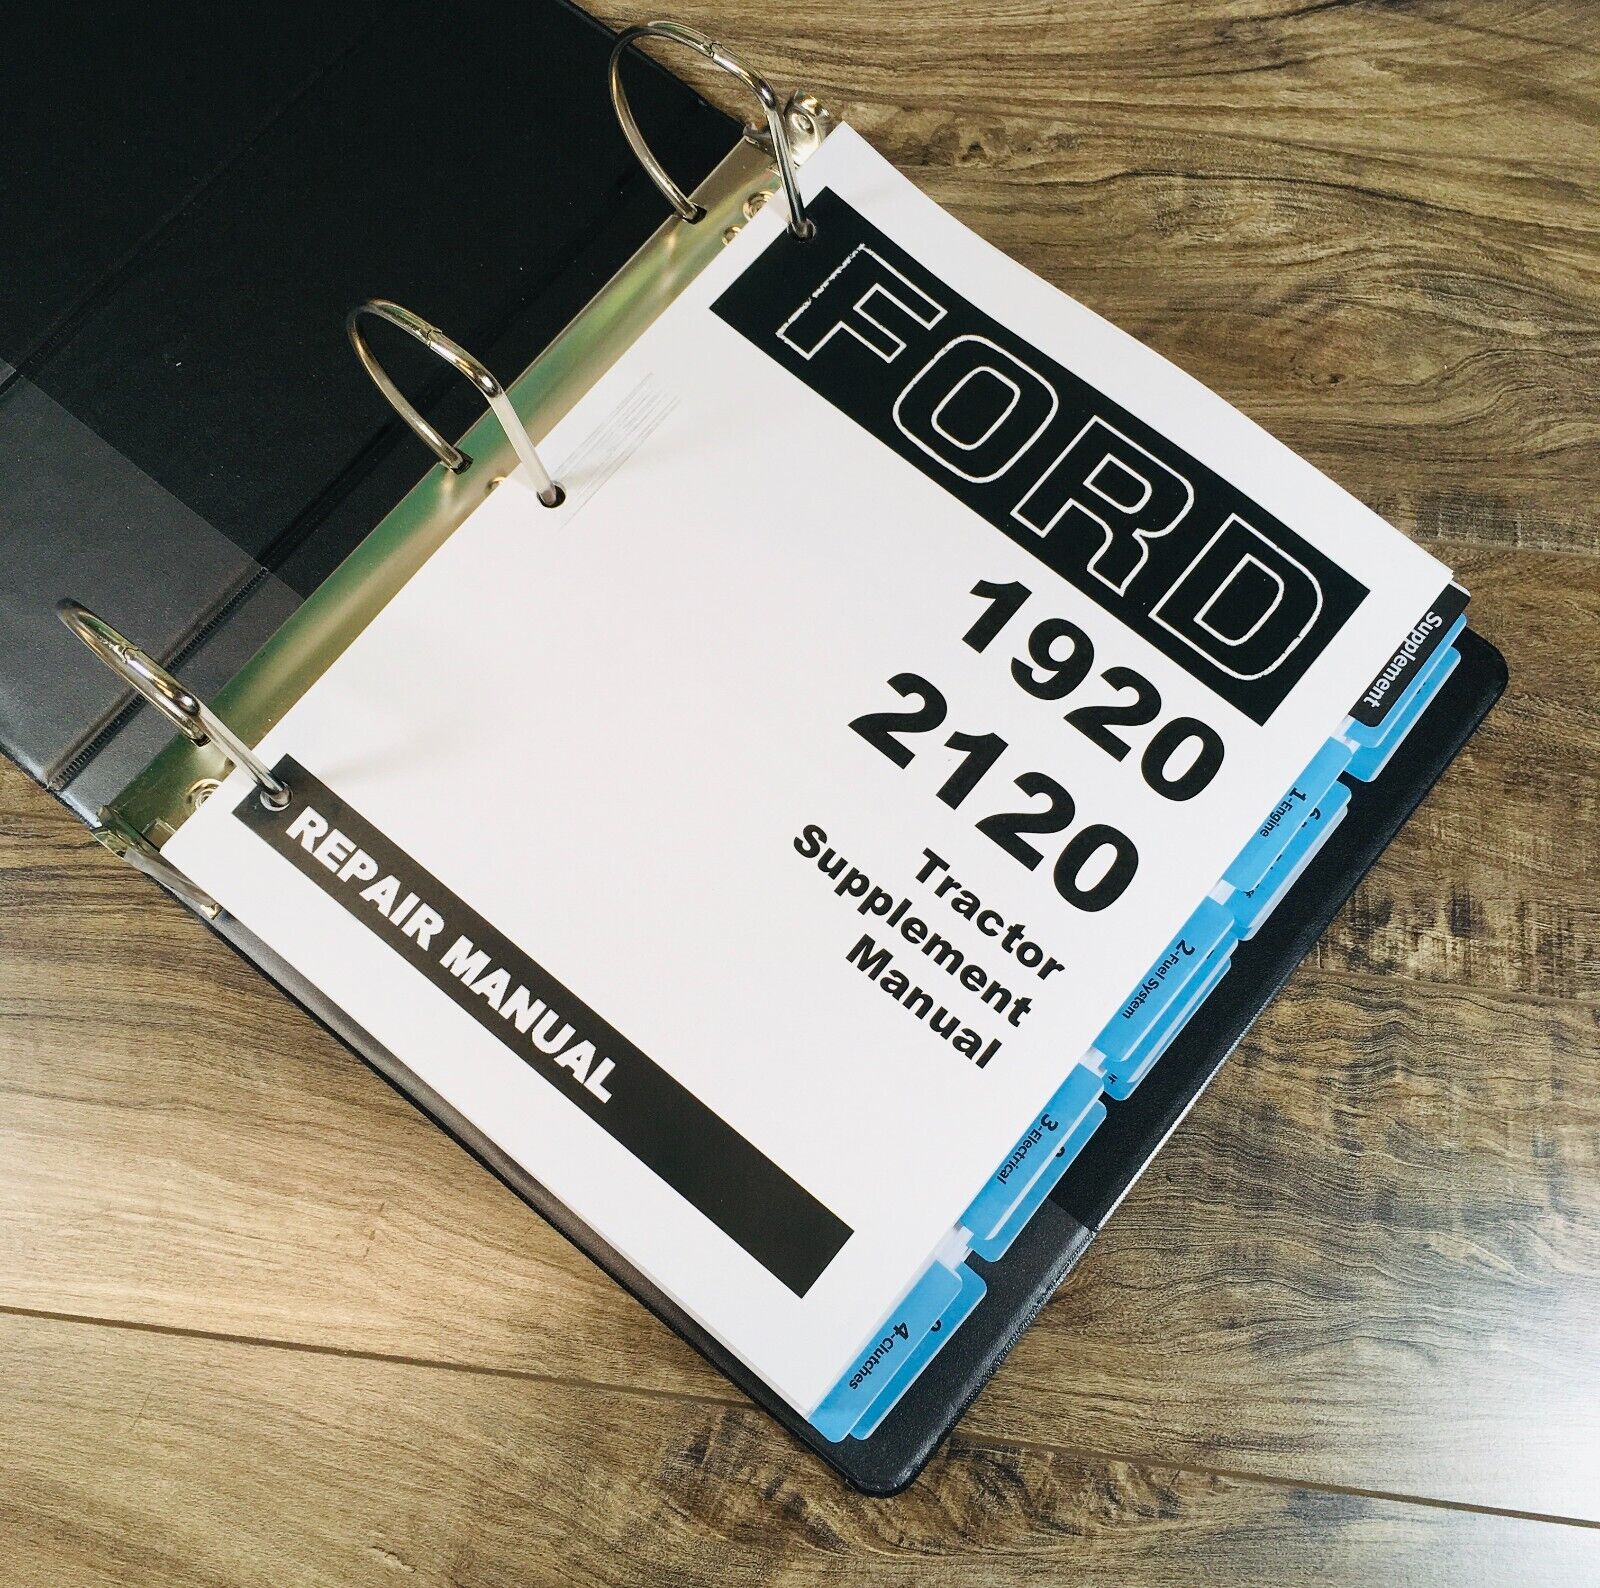 FORD
1920
2120
Tractor
Supplement
Manual
REPAIR MANUAL
Supplement
1-Engine
2-Fuel System
3-Electrical
4-Clutches